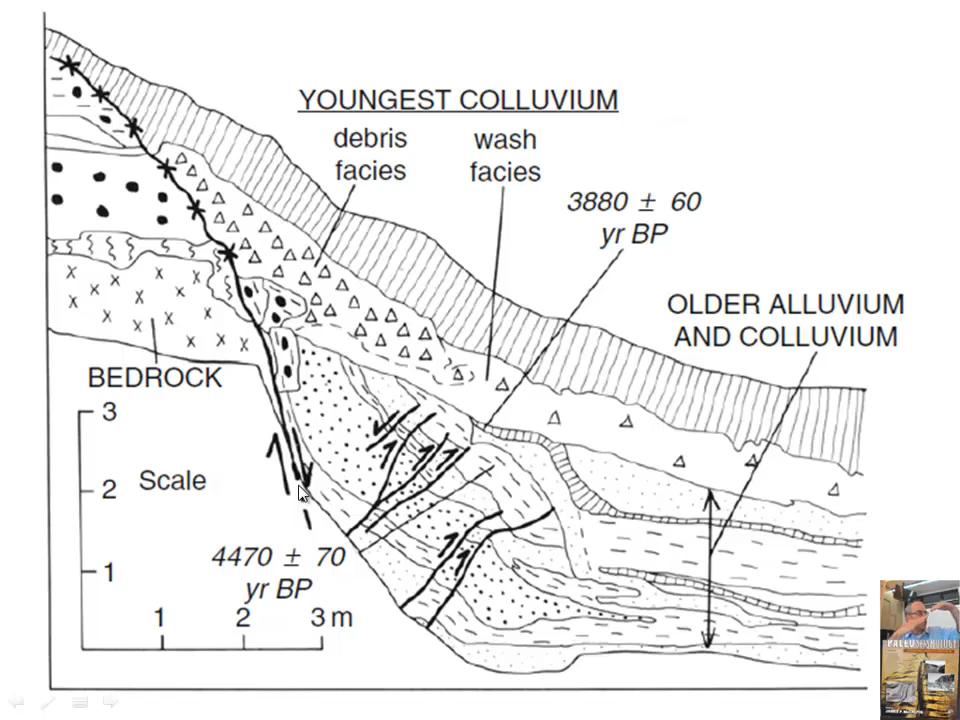 YOUNGEST COLLUVIUM
debris
facies
wash
facies
3880 ± 60
yr BP
OLDER ALLUVIUM
AND COLLUVIUM
BEDROCK
3
Scale
2
4470 ± 70
yr BP
1
1
2
3 m